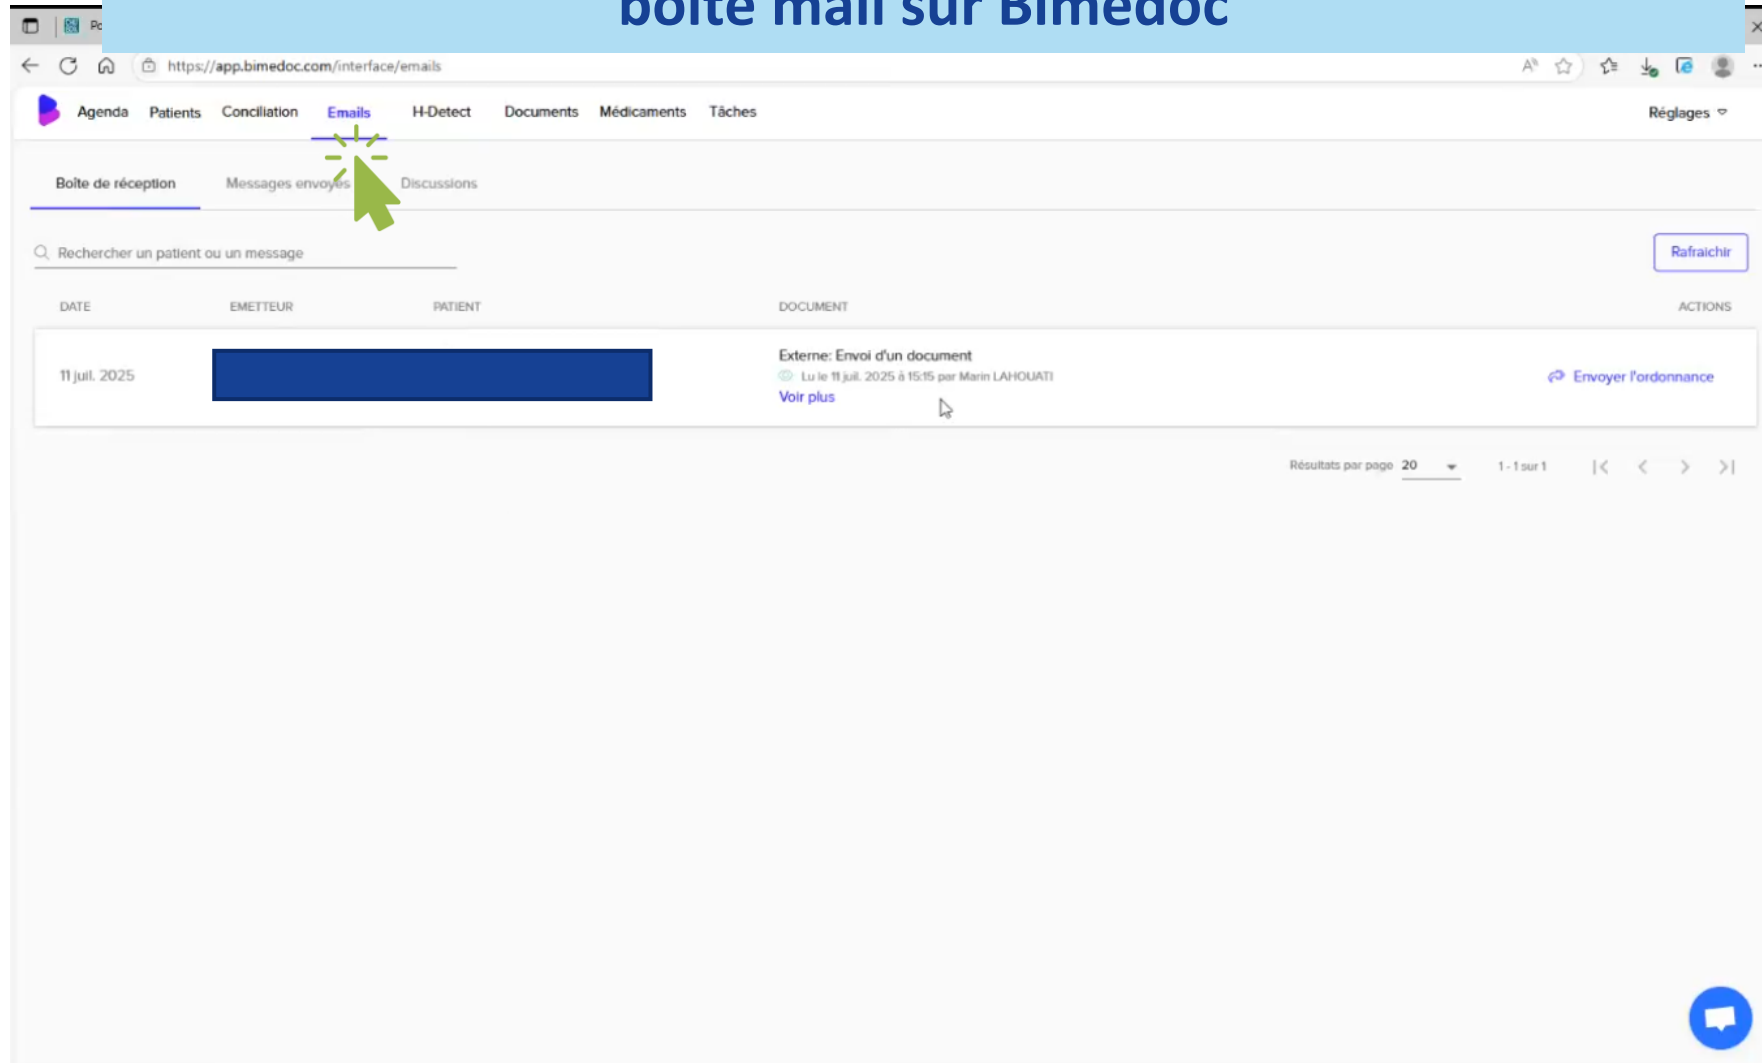 boîte mail sur Bimedoc
https://app.bimedoc.com/interface/emails
Agenda Patients Conciliation Emails H-Detect Documents Médicaments Tâches Réglages
Boîte de réception Messages envoyés Discussions
Rechercher un patient ou un message Rafraichir
DATE EMETTEUR PATIENT DOCUMENT ACTIONS
Externe: Envoi d'un document
11 juil. 2025 Lu le 11 juil. 2025 à 15:15 par Marin LAHOUATI Envoyer l'ordonnance
Voir plus
Résultats par page 20 1 - 1 sur 1